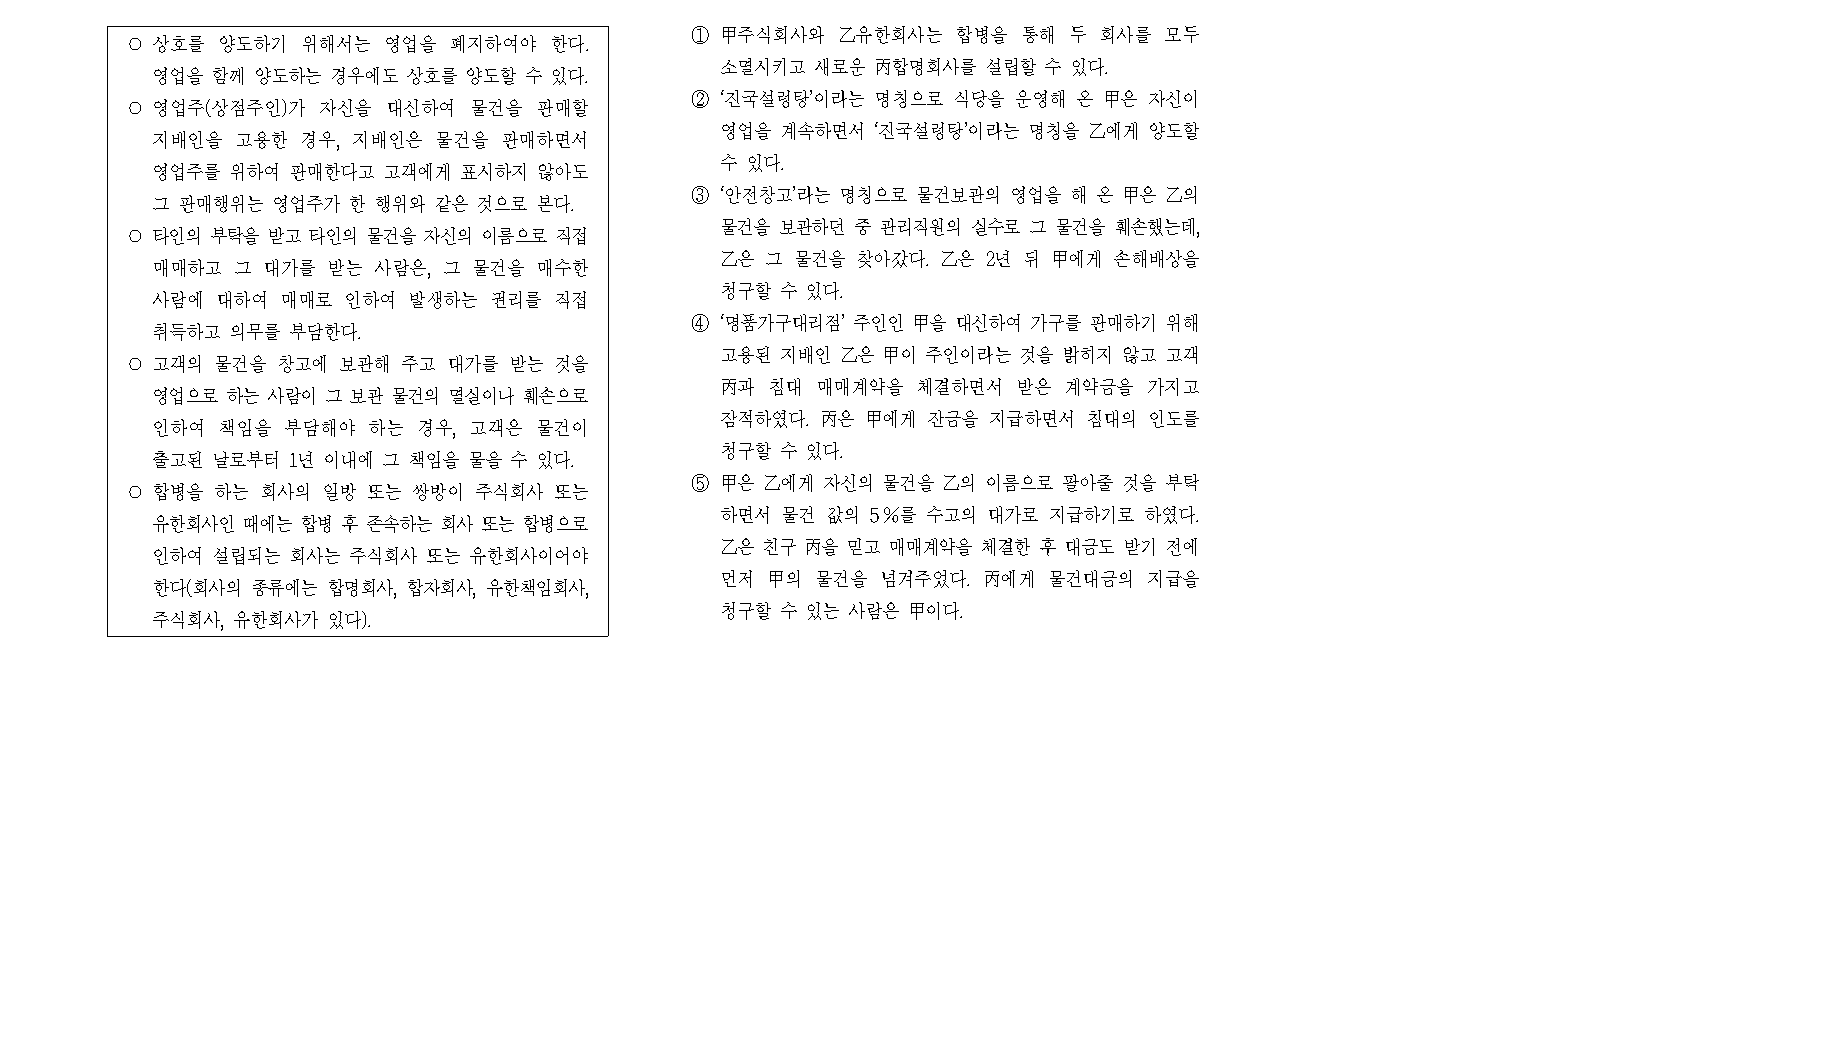 ○ 상호를 양도하기 위해서는 영업을 폐지하여야 한다.
영업을 함께 양도하는 경우에도 상호를 양도할 수 있다.
○ 영업주(상점주인)가 자신을 대신하여 물건을 판매할
지배인을 고용한 경우, 지배인은 물건을 판매하면서
영업주를 위하여 판매한다고 고객에게 표시하지 않아도
그 판매행위는 영업주가 한 행위와 같은 것으로 본다.
○ 타인의 부탁을 받고 타인의 물건을 자신의 이름으로 직접
매매하고 그 대가를 받는 사람은, 그 물건을 매수한
사람에 대하여 매매로 인하여 발생하는 권리를 직접
취득하고 의무를 부담한다.
○ 고객의 물건을 창고에 보관해 주고 대가를 받는 것을
영업으로 하는 사람이 그 보관 물건의 멸실이나 훼손으로
인하여 책임을 부담해야 하는 경우, 고객은 물건이
출고된 날로부터 1년 이내에 그 책임을 물을 수 있다.
○ 합병을 하는 회사의 일방 또는 쌍방이 주식회사 또는
유한회사인 때에는 합병 후 존속하는 회사 또는 합병으로
인하여 설립되는 회사는 주식회사 또는 유한회사이어야
한다(회사의 종류에는 합명회사, 합자회사, 유한책임회사,
주식회사, 유한회사가 있다).
① 甲주식회사와 乙유한회사는 합병을 통해 두 회사를 모두
소멸시키고 새로운 丙합명회사를 설립할 수 있다.
② ‘진국설렁탕’이라는 명칭으로 식당을 운영해 온 甲은 자신이
영업을 계속하면서 ‘진국설렁탕’이라는 명칭을 乙에게 양도할
수 있다.
③ ‘안전창고’라는 명칭으로 물건보관의 영업을 해 온 甲은 乙의
물건을 보관하던 중 관리직원의 실수로 그 물건을 훼손했는데,
乙은 그 물건을 찾아갔다. 乙은 2년 뒤 甲에게 손해배상을
청구할 수 있다.
④ ‘명품가구대리점’ 주인인 甲을 대신하여 가구를 판매하기 위해
고용된 지배인 乙은 甲이 주인이라는 것을 밝히지 않고 고객
丙과 침대 매매계약을 체결하면서 받은 계약금을 가지고
잠적하였다. 丙은 甲에게 잔금을 지급하면서 침대의 인도를
청구할 수 있다.
⑤ 甲은 乙에게 자신의 물건을 乙의 이름으로 팔아줄 것을 부탁
하면서 물건 값의 5%를 수고의 대가로 지급하기로 하였다.
乙은 친구 丙을 믿고 매매계약을 체결한 후 대금도 받기 전에
먼저 甲의 물건을 넘겨주었다. 丙에게 물건대금의 지급을
청구할 수 있는 사람은 甲이다.